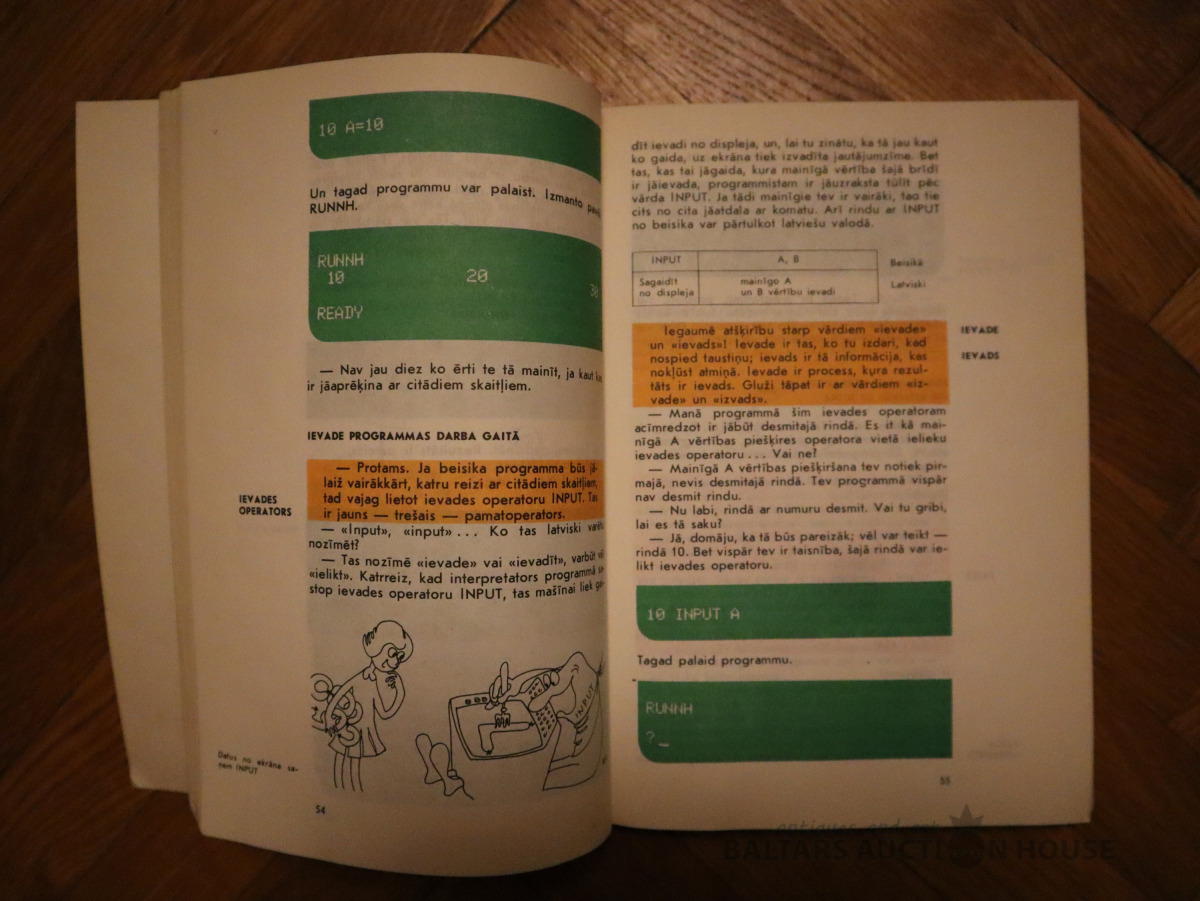 10 A=10
Un tagad programmu var palaist. Izmanto
RUNNH.
RUNNH
10 20 30
READY
— Nav jau diez ko ērti te tā mainīt, ja kaut
ir jāaprēķina ar citādiem skaitļiem.
IEVADE PROGRAMMAS DARBA GAITĀ
— Protams. Ja beisika programma būs jā-
laiž vairākkārt, katru reizi ar citādiem skaitļiem,
tad vajag lietot ievades operatoru INPUT. Tas
ir jauns — trešais — pamatoperators.
IEVADES
OPERATORS
— «Input», «input»... Ko tas latviski varētu
nozīmēt?
— Tas nozīmē «ievade» vai «ievadīt», varbūt vēl
«ielikt». Katrreiz, kad interpretators programmā sa-
stop ievades operatoru INPUT, tas mašīnai liek gai-
INPUT
Datus no ekrāna sa-
ņem INPUT
54
dīt ievadi no displeja, un, lai tu zinātu, ka tā jau kaut
ko gaida, uz ekrāna tiek izvadīta jautājumzīme. Bet
tas, kas tai jāgaida, kura mainīgā vērtība šajā brīdī
ir jāievada, programmistam ir jāuzraksta tūlīt pēc
vārda INPUT. Ja tādi mainīgie tev ir vairāki, tad tie
cits no cita jāatdala ar komatu. Arī rindu ar INPUT
no beisika var pārtulkot latviešu valodā.
INPUT A, B Beisikā
Sagaidīt mainīgo A Latviski
no displeja un B vērtību ievadi
Iegaumē atšķirību starp vārdiem «ievade»
un «ievads»! Ievade ir tas, ko tu izdari, kad
nospied taustiņu; ievads ir tā informācija, kas
nokļūst atmiņā. Ievade ir process, kura rezul-
tāts ir ievads. Gluži tāpat ir ar vārdiem «iz-
vade» un «izvads».
IEVADE
IEVADS
— Manā programmā šim ievades operatoram
acīmredzot ir jābūt desmitajā rindā. Es it kā mai-
nīgā A vērtības piešķires operatora vietā ielieku
ievades operatoru... Vai ne?
— Mainīgā A vērtības piešķiršana tev notiek pir-
majā, nevis desmitajā rindā. Tev programmā vispār
nav desmit rindu.
— Nu labi, rindā ar numuru desmit. Vai tu gribi,
lai es tā saku?
— Jā, domāju, ka tā būs pareizāk; vēl var teikt —
rindā 10. Bet vispār tev ir taisnība, šajā rindā var ie-
likt ievades operatoru.
10 INPUT A
Tagad palaid programmu.
RUNNH
?_
55
antiques and art
BALTARS AUCTION HOUSE